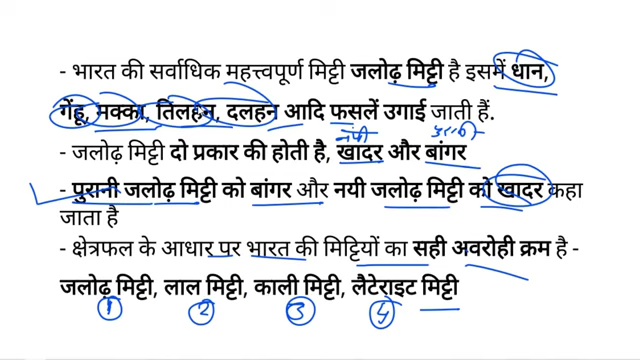 - भारत की सर्वाधिक महत्त्वपूर्ण मिट्टी जलोढ़ मिट्टी है इसमें धान,
गेंहू, मक्का, तिलहन, दलहन आदि फसलें उगाई जाती हैं.
नयी पुरानी
- जलोढ़ मिट्टी दो प्रकार की होती है, खादर और बांगर
- पुरानी जलोढ़ मिट्टी को बांगर और नयी जलोढ़ मिट्टी को खादर कहा
जाता है
- क्षेत्रफल के आधार पर भारत की मिट्टियों का सही अवरोही क्रम है -
जलोढ़ मिट्टी, लाल मिट्टी, काली मिट्टी, लैटेराइट मिट्टी
1 2 3 4